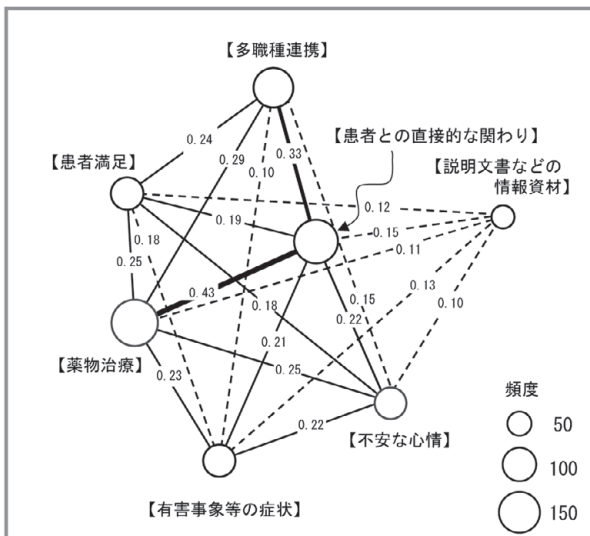 【多職種連携】
【患者との直接的な関わり】
【説明文書などの
情報資材】
【患者満足】
0.24
0.29
0.33
0.10
0.12
0.19
0.15
0.11
0.18
0.25
0.43
0.18
0.15
0.13
0.10
0.22
0.21
【薬物治療】
0.23
0.25
0.22
【不安な心情】
【有害事象等の症状】
頻度
50
100
150